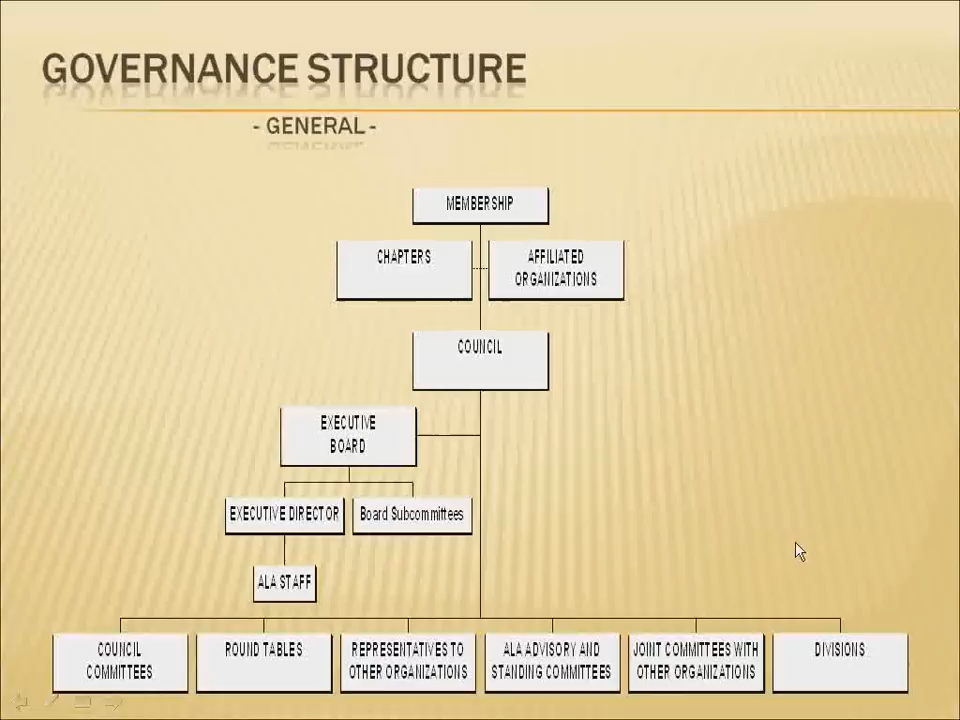 GOVERNANCE STRUCTURE
- GENERAL -
MEMBERSHIP
CHAPTERS
AFFILIATED
ORGANIZATIONS
COUNCIL
EXECUTIVE
BOARD
EXECUTIVE DIRECTOR
Board Subcommittees
ALA STAFF
COUNCIL
COMMITTEES
ROUND TABLES
REPRESENTATIVES TO
OTHER ORGANIZATIONS
ALA ADVISORY AND
STANDING COMMITTEES
JOINT COMMITTEES WITH
OTHER ORGANIZATIONS
DIVISIONS